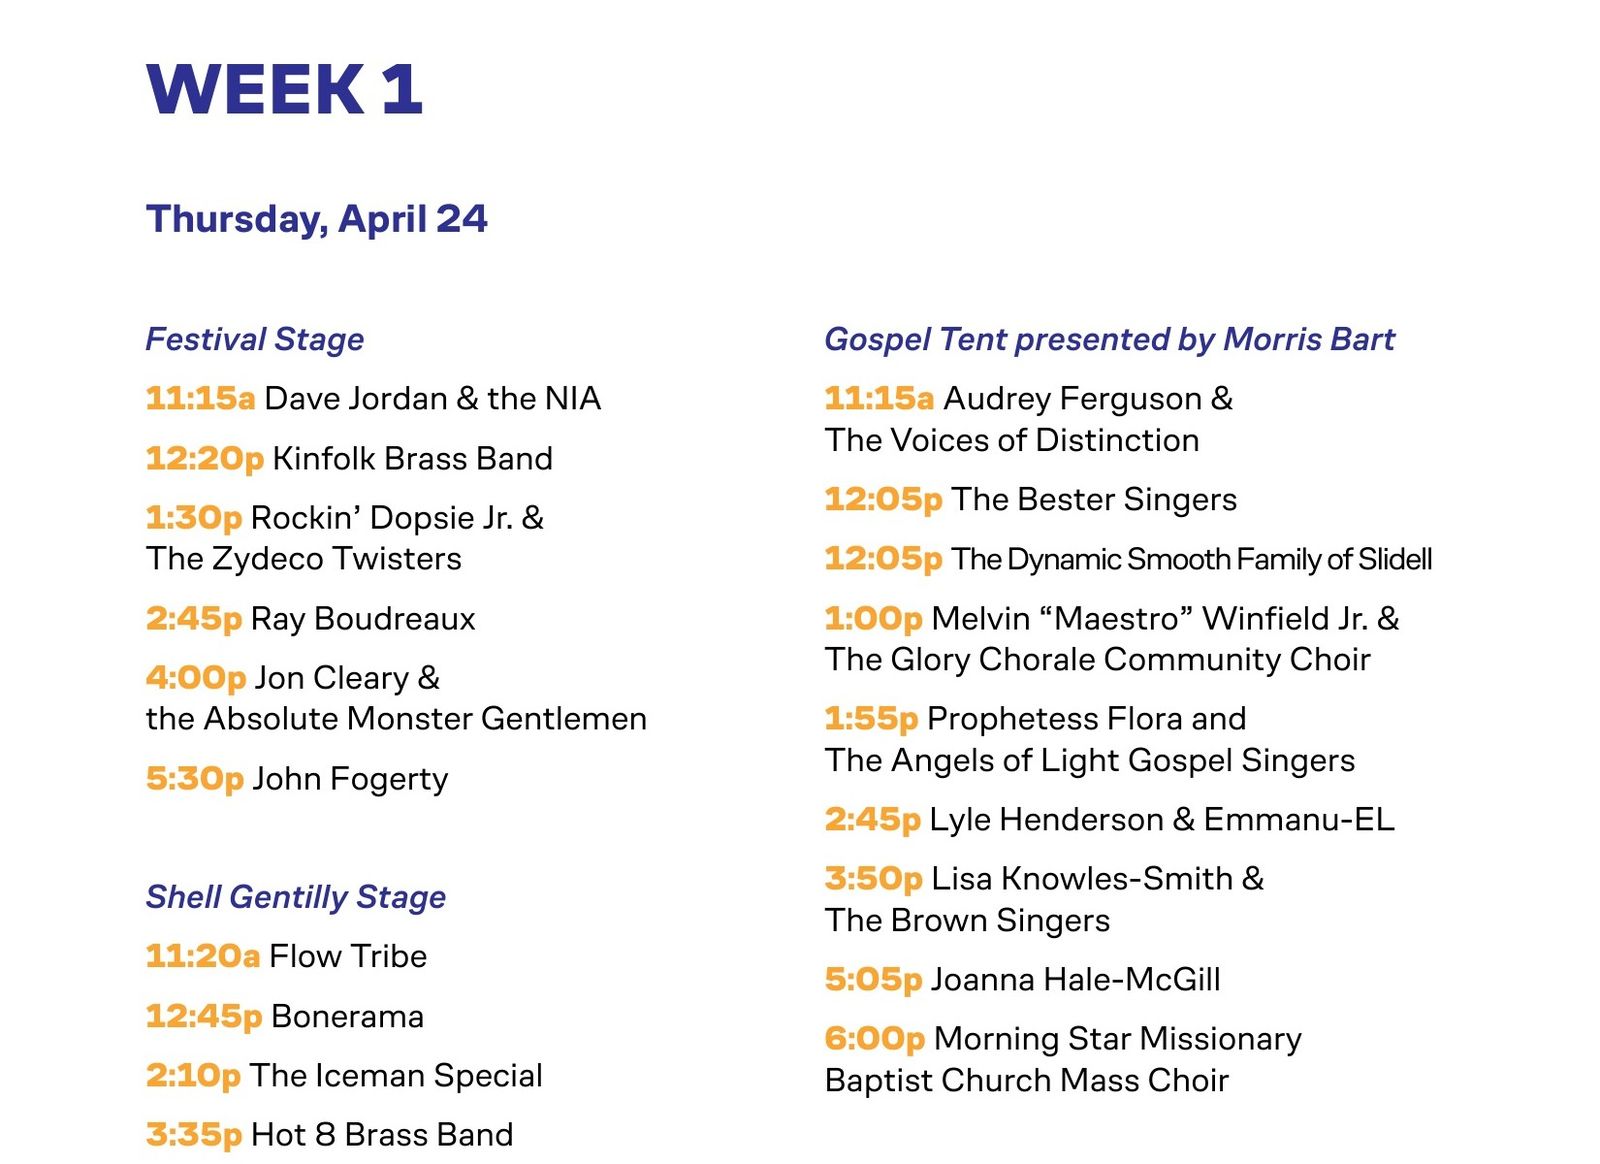 WEEK 1
Thursday, April 24
Festival Stage
11:15a Dave Jordan & the NIA
12:20p Kinfolk Brass Band
1:30p Rockin’ Dopsie Jr. &
The Zydeco Twisters
2:45p Ray Boudreaux
4:00p Jon Cleary &
the Absolute Monster Gentlemen
5:30p John Fogerty
Shell Gentilly Stage
11:20a Flow Tribe
12:45p Bonerama
2:10p The Iceman Special
3:35p Hot 8 Brass Band
Gospel Tent presented by Morris Bart
11:15a Audrey Ferguson &
The Voices of Distinction
12:05p The Bester Singers
12:05p The Dynamic Smooth Family of Slidell
1:00p Melvin “Maestro” Winfield Jr. &
The Glory Chorale Community Choir
1:55p Prophetess Flora and
The Angels of Light Gospel Singers
2:45p Lyle Henderson & Emmanu-EL
3:50p Lisa Knowles-Smith &
The Brown Singers
5:05p Joanna Hale-McGill
6:00p Morning Star Missionary
Baptist Church Mass Choir